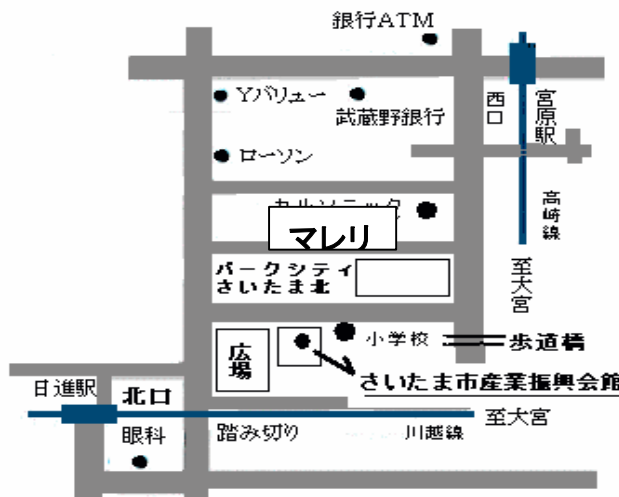 銀行ATM
Yバリュー
武蔵野銀行
西口
宮原駅
ローソン
高崎線
マレリ
至大宮
パークシティ
さいたま北
広場
小学校
歩道橋
さいたま市産業振興会館
日進駅
北口
至大宮
眼科
踏み切り
川越線